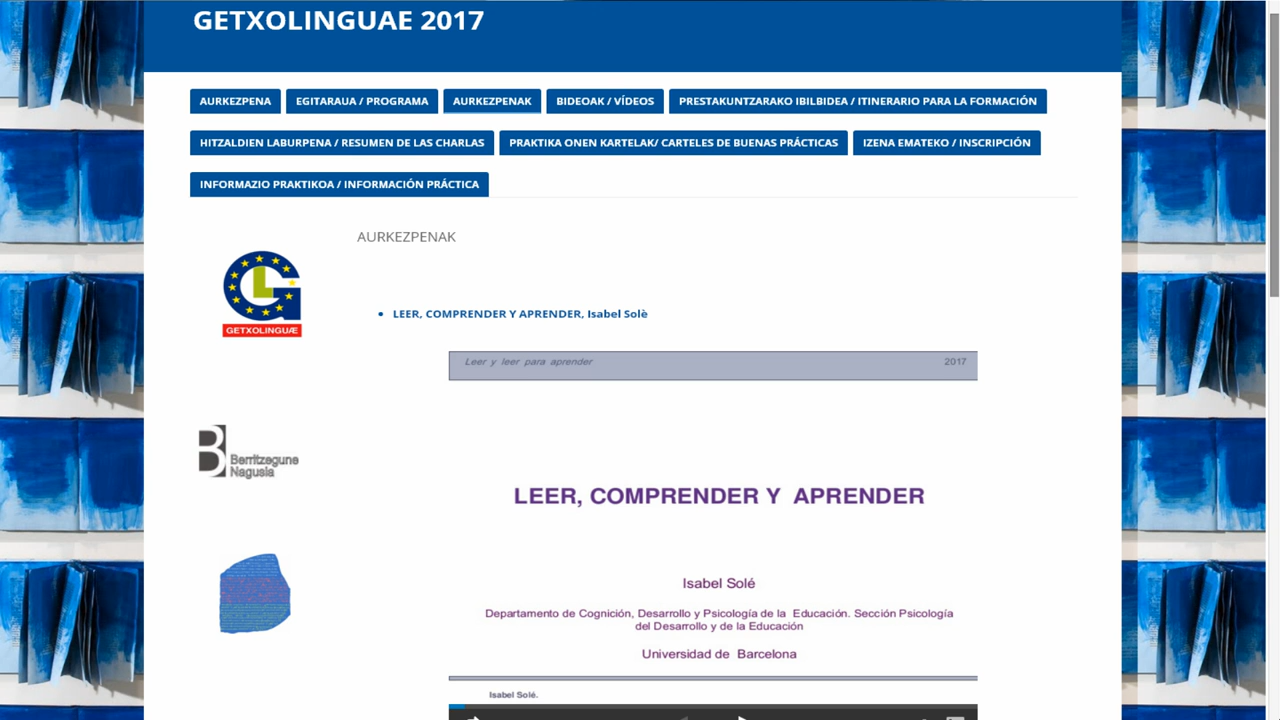 GETXOLINGUAE 2017
AURKEZPENA EGITARAUA / PROGRAMA AURKEZPENAK BIDEOAK / VÍDEOS PRESTAKUNTZARAKO IBILBIDEA / ITINERARIO PARA LA FORMACIÓN
HITZALDIEN LABURPENA / RESUMEN DE LAS CHARLAS PRAKTIKA ONEN KARTELAK/ CARTELES DE BUENAS PRÁCTICAS IZENA EMATEKO / INSCRIPCIÓN
INFORMAZIO PRAKTIKOA / INFORMACIÓN PRÁCTICA
AURKEZPENAK
GETXOLINGUÆ
LEER, COMPRENDER Y APRENDER, Isabel Solè
Leer y leer para aprender 2017
Berritzegune
Nagusia
LEER, COMPRENDER Y APRENDER
Isabel Solé
Departamento de Cognición, Desarrollo y Psicología de la Educación. Sección Psicología
del Desarrollo y de la Educación
Universidad de Barcelona
Isabel Solé.